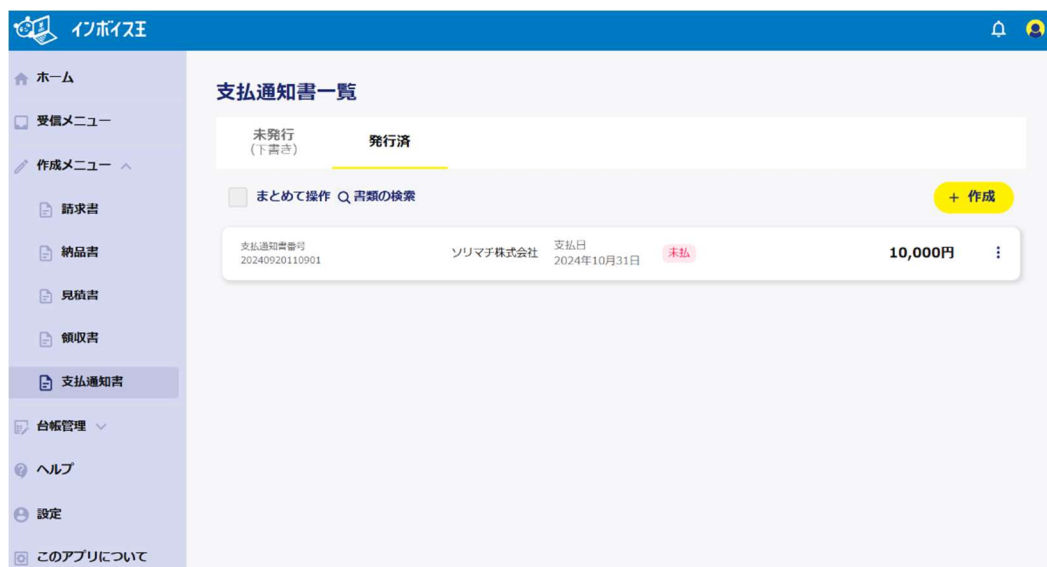 インボイス王
ホーム
受信メニュー
作成メニュー
請求書
納品書
見積書
領収書
支払通知書
台帳管理
ヘルプ
設定
このアプリについて
支払通知書一覧
未発行
(下書き)
発行済
まとめて操作 書類の検索
+ 作成
支払通知書番号
20240920110901
ソリマチ株式会社
支払日
2024年10月31日
未払
10,000円